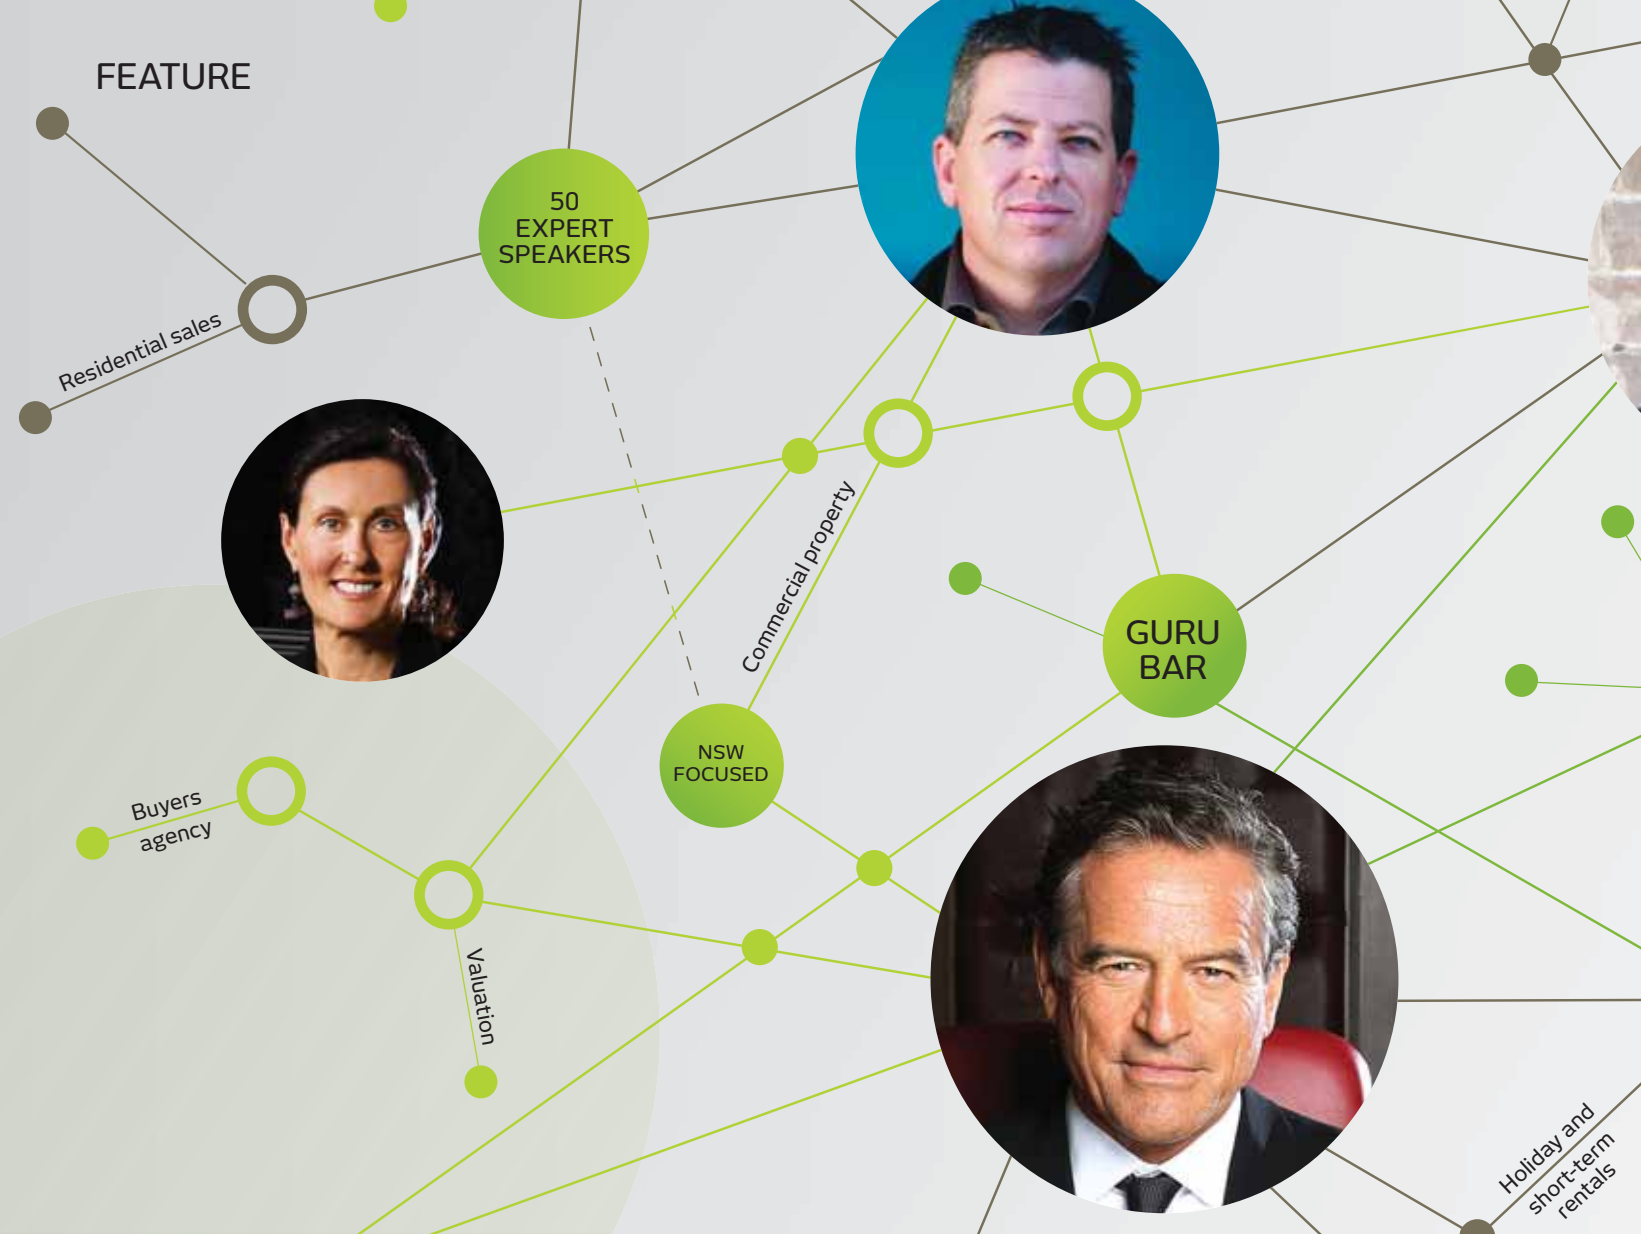 FEATURE
50
EXPERT
SPEAKERS
Residential sales
Commercial property
GURU
BAR
NSW
FOCUSED
Buyers
agency
Valuation
Holiday and
short-term
rentals